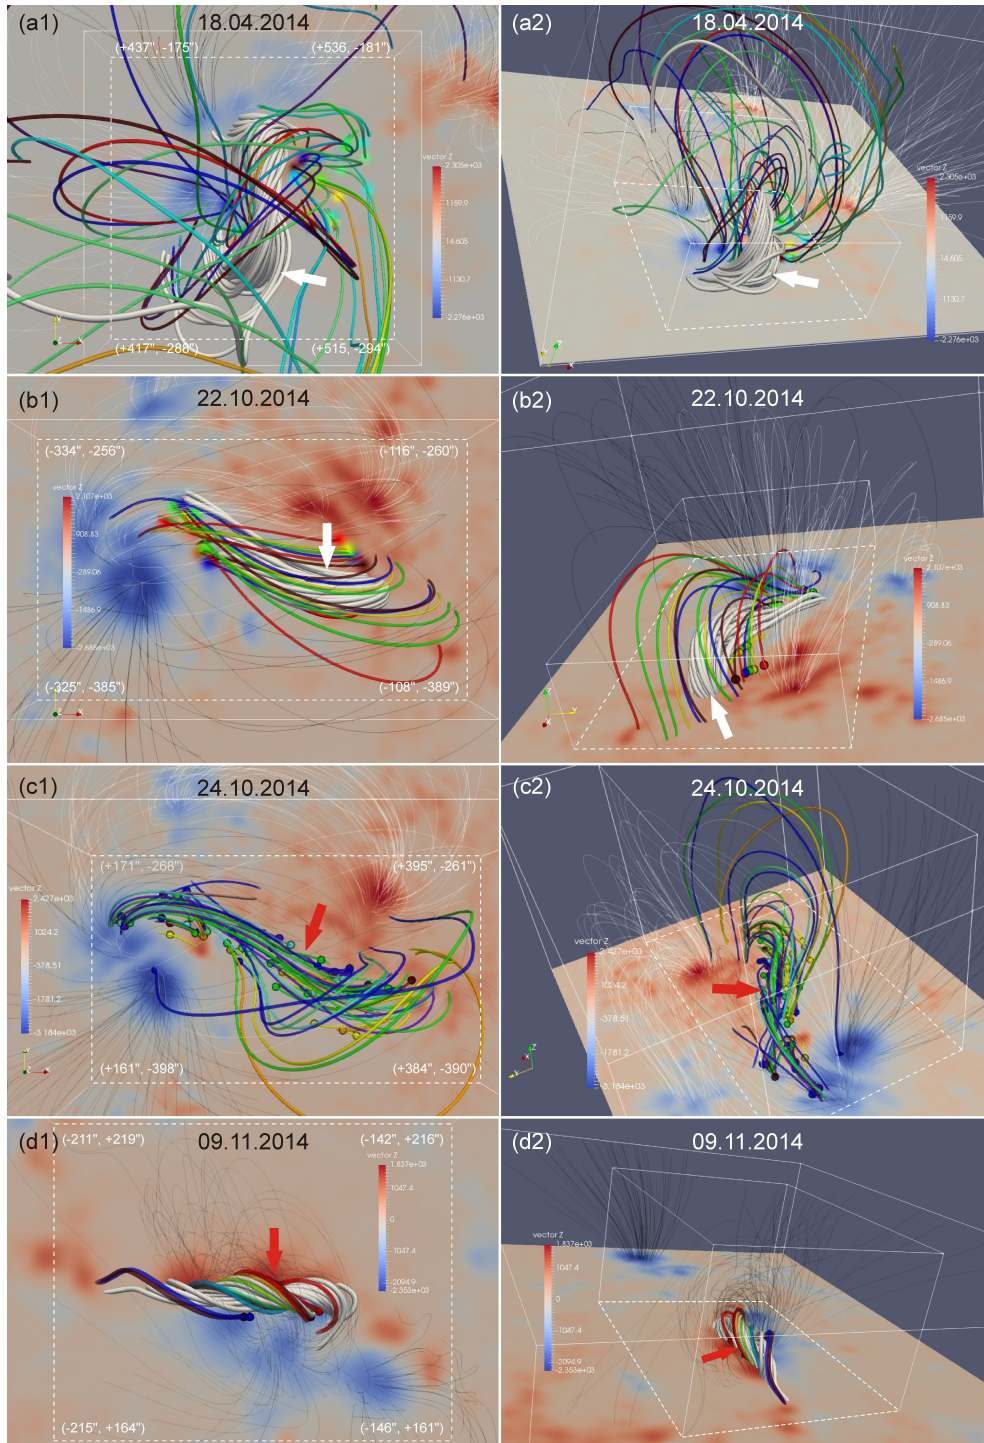 (a1)
18.04.2014
(+437", -175")
(+536, -181")
vector Z
2.305e+03
1159.9
14.605
-1130.7
-2.276e+03
(+417" -288")
(+515, -294")
Y
Z X
(a2)
18.04.2014
vector Z
2.305e+03
1159.9
14.605
-1130.7
-2.276e+03
(b1)
22.10.2014
(-334", -256")
(-116", -260")
vector Z
2.107e+03
908.83
-289.06
-1486.9
-2.685e+03
(-325", -385")
(-108", -389")
Y
Z X
(b2)
22.10.2014
vector Z
2.107e+03
908.83
-289.06
-1486.9
-2.685e+03
Z
Y
X
(c1)
24.10.2014
(+171" -268")
(+395", -261")
vector Z
2.427e+03
1024.2
-378.51
-1781.2
-3.184e+03
(+161", -398")
(+384", -390")
Y
Z X
(c2)
24.10.2014
vector Z
2.427e+03
1024.2
-378.51
-1781.2
-3.184e+03
Z
X
Y
(d1)
(-211", +219")
09.11.2014
(-142", +216")
vector Z
1.837e+03
1047.4
0
-1047.4
-2094.9
-2.353e+03
(-215", +164")
(-146", +161")
(d2)
09.11.2014
vector Z
1.837e+03
1047.4
0
-1047.4
-2094.9
-2.353e+03